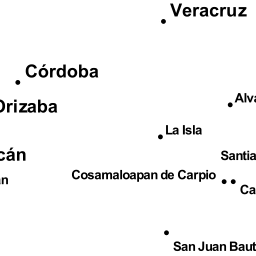 Veracruz
Córdoba
Orizaba
Alva
La Isla
cán
Santia
Cosamaloapan de Carpio
an
Ca
San Juan Baut